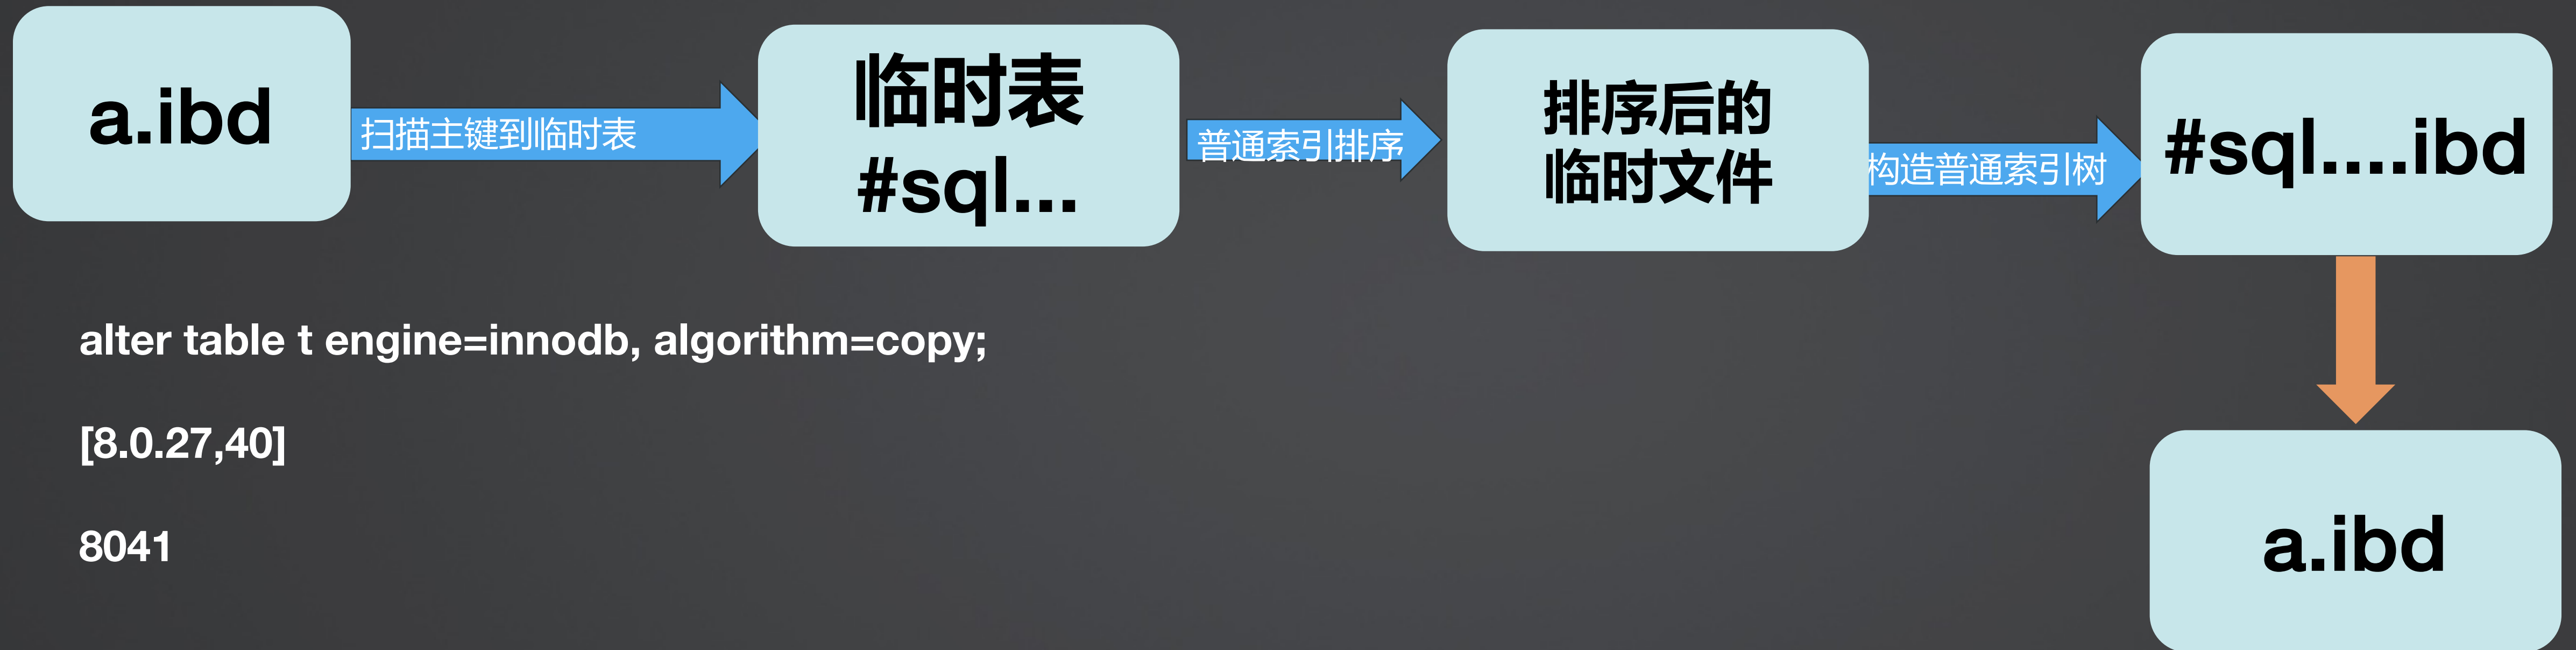 a.ibd
扫描主键到临时表
临时表
#sql...
普通索引排序
排序后的
临时文件
构造普通索引树
#sql....ibd
alter table t engine=innodb, algorithm=copy;
[8.0.27,40]
8041
a.ibd